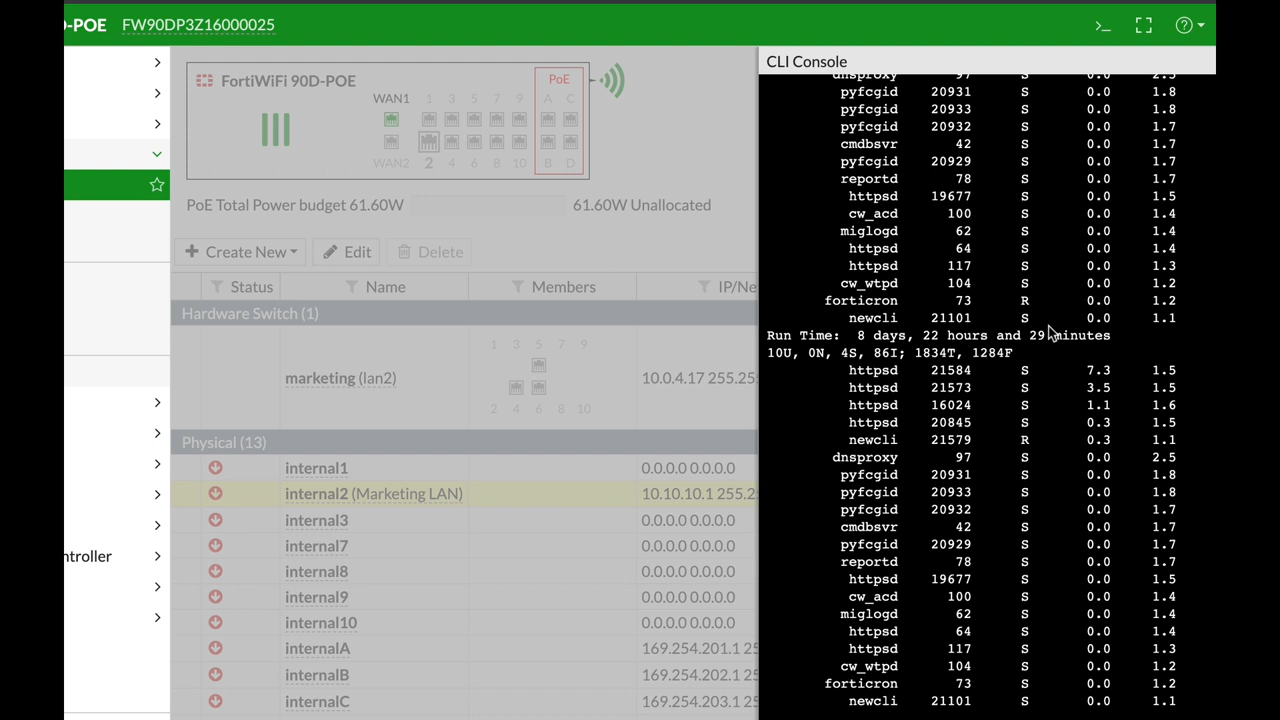 D-POE FW90DP3Z16000025
CLI Console
FortiWiFi 90D-POE
PoE
WAN1 1 3 5 7 9 A C
WAN2 2 4 6 8 10 B D
PoE Total Power budget 61.60W 61.60W Unallocated
Create New Edit Delete
Status Name Members IP/Ne
Hardware Switch (1)
1 3 5 7 9
marketing (lan2) 10.0.4.17 255.25
2 4 6 8 10
Physical (13)
internal1 0.0.0.0 0.0.0.0
internal2 (Marketing LAN) 10.10.10.1 255.2
internal3 0.0.0.0 0.0.0.0
internal7 0.0.0.0 0.0.0.0
internal8 0.0.0.0 0.0.0.0
internal9 0.0.0.0 0.0.0.0
internal10 0.0.0.0 0.0.0.0
internalA 169.254.201.1 25
internalB 169.254.202.1 25
internalC 169.254.203.1 25
ntroller
dnsproxy 97 S 0.0 2.5
pyfcgid 20931 S 0.0 1.8
pyfcgid 20933 S 0.0 1.8
pyfcgid 20932 S 0.0 1.7
cmdbsvr 42 S 0.0 1.7
pyfcgid 20929 S 0.0 1.7
reportd 78 S 0.0 1.7
httpsd 19677 S 0.0 1.5
cw_acd 100 S 0.0 1.4
miglogd 62 S 0.0 1.4
httpsd 64 S 0.0 1.4
httpsd 117 S 0.0 1.3
cw_wtpd 104 S 0.0 1.2
forticron 73 R 0.0 1.2
newcli 21101 S 0.0 1.1
Run Time: 8 days, 22 hours and 29 minutes
10U, 0N, 4S, 86I; 1834T, 1284F
httpsd 21584 S 7.3 1.5
httpsd 21573 S 3.5 1.5
httpsd 16024 S 1.1 1.6
httpsd 20845 S 0.3 1.5
newcli 21579 R 0.3 1.1
dnsproxy 97 S 0.0 2.5
pyfcgid 20931 S 0.0 1.8
pyfcgid 20933 S 0.0 1.8
pyfcgid 20932 S 0.0 1.7
cmdbsvr 42 S 0.0 1.7
pyfcgid 20929 S 0.0 1.7
reportd 78 S 0.0 1.7
httpsd 19677 S 0.0 1.5
cw_acd 100 S 0.0 1.4
miglogd 62 S 0.0 1.4
httpsd 64 S 0.0 1.4
httpsd 117 S 0.0 1.3
cw_wtpd 104 S 0.0 1.2
forticron 73 S 0.0 1.2
newcli 21101 S 0.0 1.1